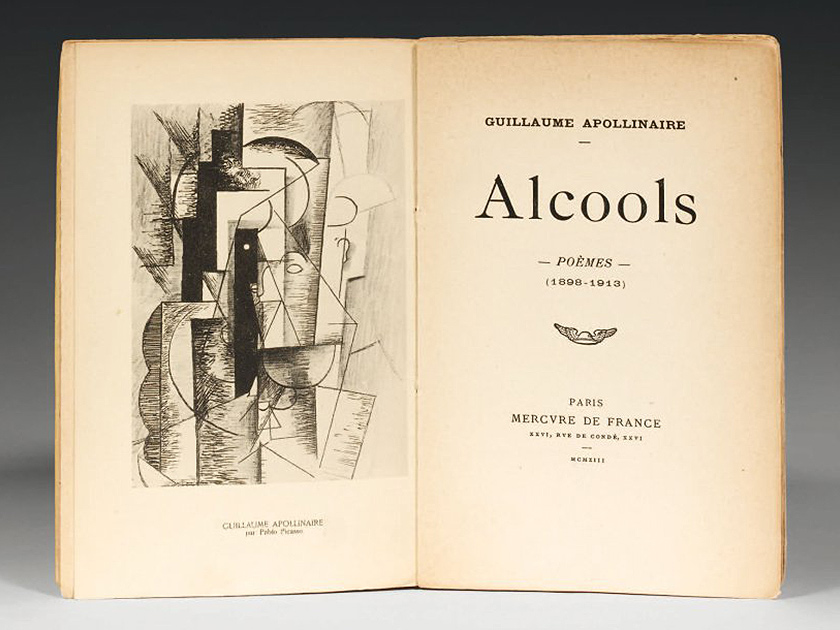 GUILLAUME APOLLINAIRE
par Pablo Picasso
GUILLAUME APOLLINAIRE
Alcools
— POÈMES —
(1898-1913)
PARIS
MERCVRE DE FRANCE
XXVI, RVE DE CONDÉ, XXVI
MCMXIII